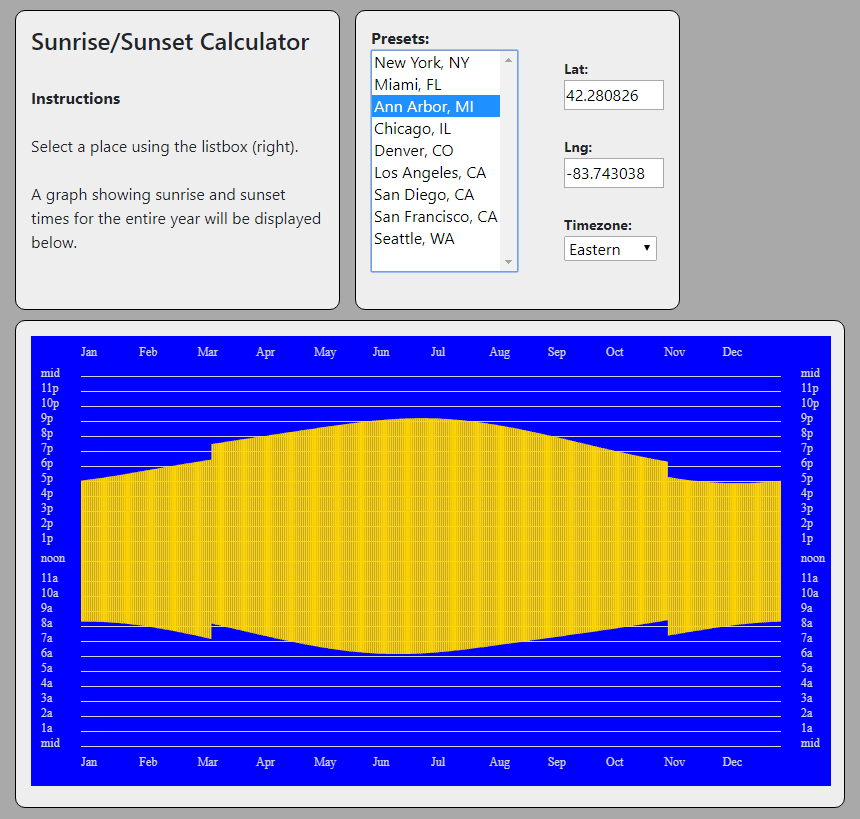 Sunrise/Sunset Calculator
Instructions
Select a place using the listbox (right).
A graph showing sunrise and sunset
times for the entire year will be displayed
below.
Presets:
New York, NY
Miami, FL
Ann Arbor, MI
Chicago, IL
Denver, CO
Los Angeles, CA
San Diego, CA
San Francisco, CA
Seattle, WA
Lat:
42.280826
Lng:
-83.743038
Timezone:
Eastern
Jan Feb Mar Apr May Jun Jul Aug Sep Oct Nov Dec
mid mid
11p 11p
10p 10p
9p 9p
8p 8p
7p 7p
6p 6p
5p 5p
4p 4p
3p 3p
2p 2p
1p 1p
noon noon
11a 11a
10a 10a
9a 9a
8a 8a
7a 7a
6a 6a
5a 5a
4a 4a
3a 3a
2a 2a
1a 1a
mid mid
Jan Feb Mar Apr May Jun Jul Aug Sep Oct Nov Dec